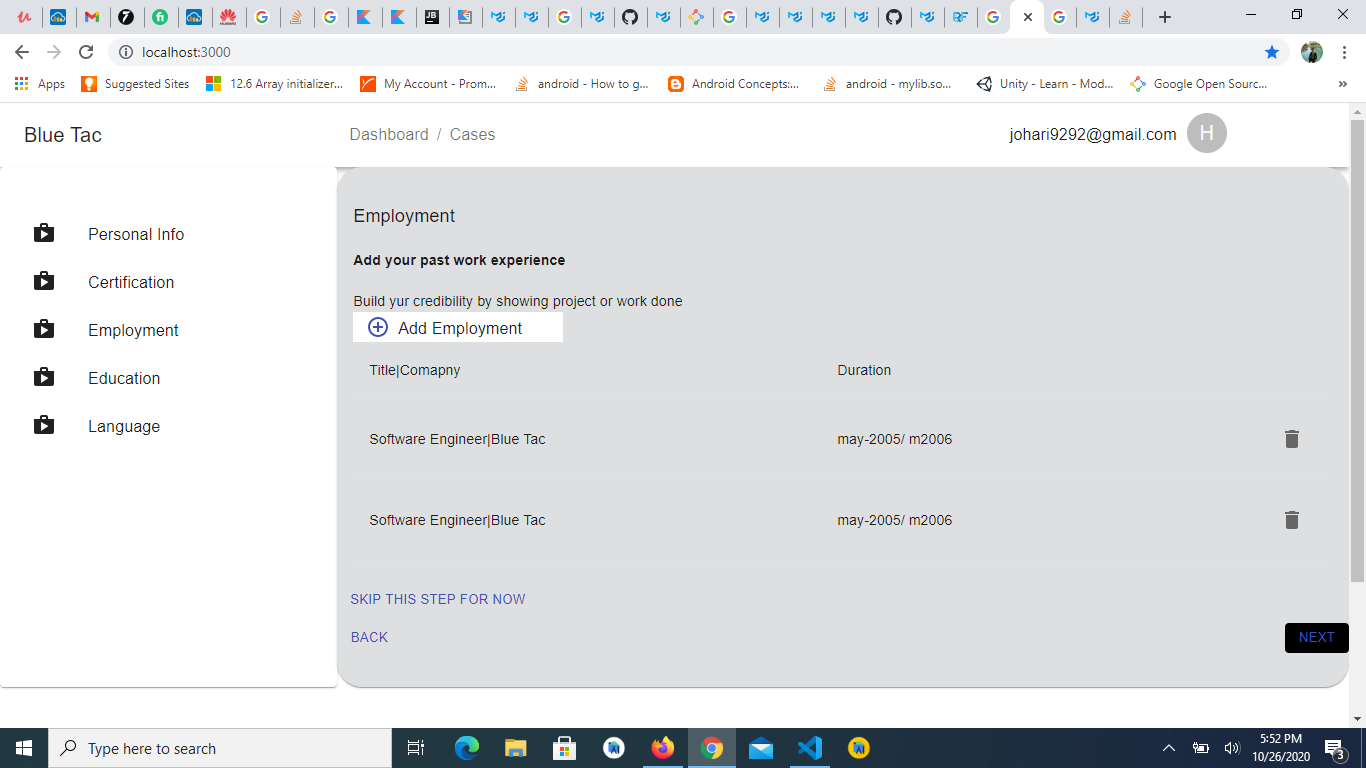 localhost:3000
Apps
Suggested Sites
12.6 Array initializer...
My Account - Prom...
android - How to g...
Android Concepts:...
android - mylib.so...
Unity - Learn - Mod...
Google Open Sourc...
»
Blue Tac
Dashboard / Cases
johari9292@gmail.com
H
Personal Info
Certification
Employment
Education
Language
Employment
Add your past work experience
Build yur credibility by showing project or work done
Add Employment
Title|Comapny
Duration
Software Engineer|Blue Tac
may-2005/ m2006
Software Engineer|Blue Tac
may-2005/ m2006
SKIP THIS STEP FOR NOW
BACK
NEXT
Type here to search
5:52 PM
10/26/2020
3